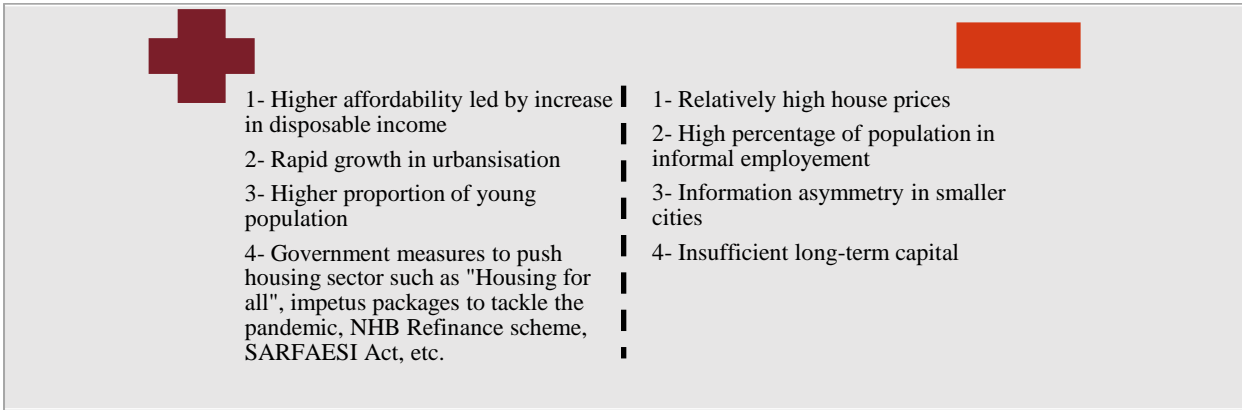 1- Higher affordability led by increase
in disposable income
2- Rapid growth in urbansisation
3- Higher proportion of young
population
4- Government measures to push
housing sector such as "Housing for
all", impetus packages to tackle the
pandemic, NHB Refinance scheme,
SARFAESI Act, etc.
1- Relatively high house prices
2- High percentage of population in
informal employement
3- Information asymmetry in smaller
cities
4- Insufficient long-term capital